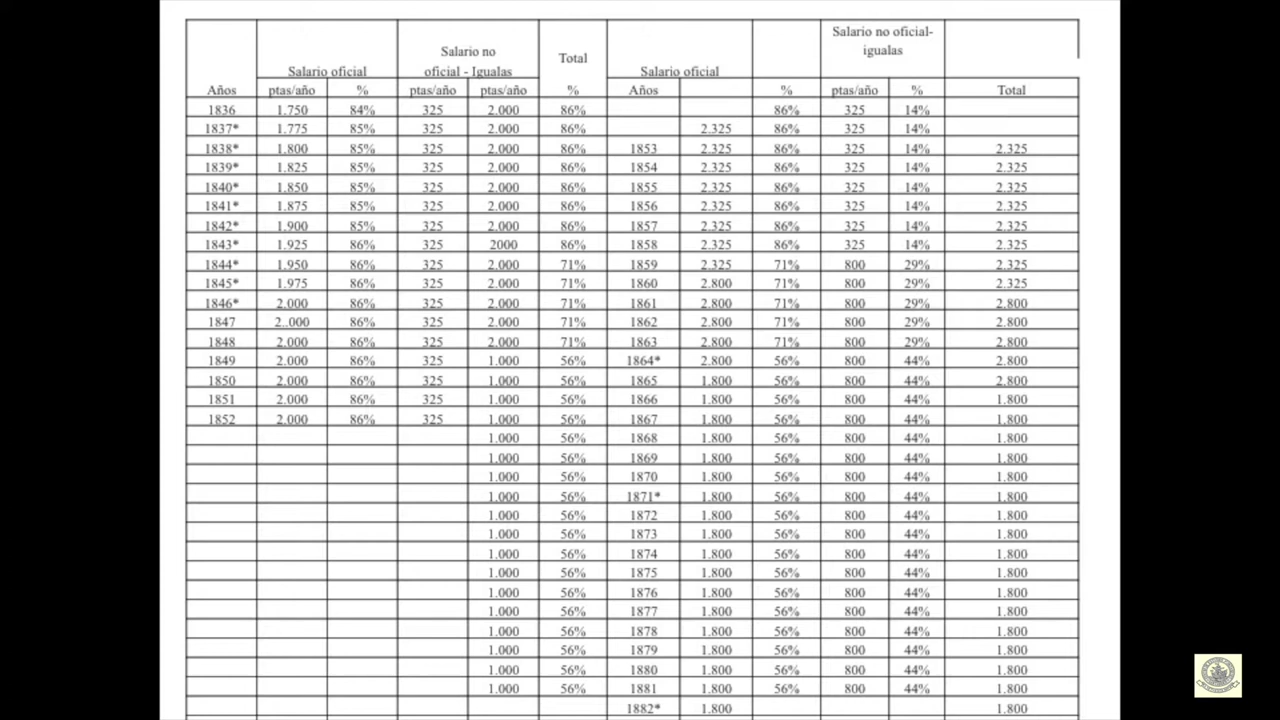 Salario no oficial-
igualas
Salario no
oficial - Igualas
Total
Salario oficial
Salario oficial
Años ptas/año % ptas/año ptas/año % Años % ptas/año % Total
1836 1.750 84% 325 2.000 86% 86% 325 14%
1837* 1.775 85% 325 2.000 86% 2.325 86% 325 14%
1838* 1.800 85% 325 2.000 86% 1853 2.325 86% 325 14% 2.325
1839* 1.825 85% 325 2.000 86% 1854 2.325 86% 325 14% 2.325
1840* 1.850 85% 325 2.000 86% 1855 2.325 86% 325 14% 2.325
1841* 1.875 85% 325 2.000 86% 1856 2.325 86% 325 14% 2.325
1842* 1.900 85% 325 2.000 86% 1857 2.325 86% 325 14% 2.325
1843* 1.925 86% 325 2000 86% 1858 2.325 86% 325 14% 2.325
1844* 1.950 86% 325 2.000 71% 1859 2.325 71% 800 29% 2.325
1845* 1.975 86% 325 2.000 71% 1860 2.800 71% 800 29% 2.325
1846* 2.000 86% 325 2.000 71% 1861 2.800 71% 800 29% 2.800
1847 2..000 86% 325 2.000 71% 1862 2.800 71% 800 29% 2.800
1848 2.000 86% 325 2.000 71% 1863 2.800 71% 800 29% 2.800
1849 2.000 86% 325 1.000 56% 1864* 2.800 56% 800 44% 2.800
1850 2.000 86% 325 1.000 56% 1865 1.800 56% 800 44% 2.800
1851 2.000 86% 325 1.000 56% 1866 1.800 56% 800 44% 1.800
1852 2.000 86% 325 1.000 56% 1867 1.800 56% 800 44% 1.800
1.000 56% 1868 1.800 56% 800 44% 1.800
1.000 56% 1869 1.800 56% 800 44% 1.800
1.000 56% 1870 1.800 56% 800 44% 1.800
1.000 56% 1871* 1.800 56% 800 44% 1.800
1.000 56% 1872 1.800 56% 800 44% 1.800
1.000 56% 1873 1.800 56% 800 44% 1.800
1.000 56% 1874 1.800 56% 800 44% 1.800
1.000 56% 1875 1.800 56% 800 44% 1.800
1.000 56% 1876 1.800 56% 800 44% 1.800
1.000 56% 1877 1.800 56% 800 44% 1.800
1.000 56% 1878 1.800 56% 800 44% 1.800
1.000 56% 1879 1.800 56% 800 44% 1.800
1.000 56% 1880 1.800 56% 800 44% 1.800
1.000 56% 1881 1.800 56% 800 44% 1.800
1882* 1.800 1.800